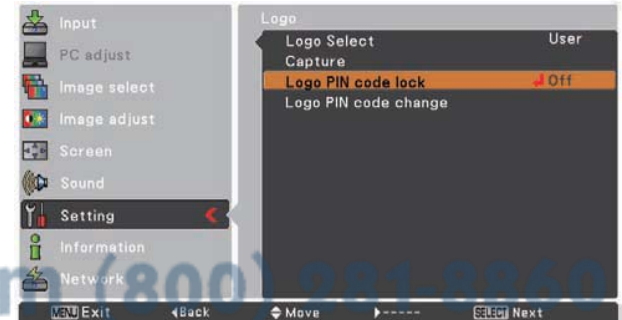 Input
PC adjust
Image select
Image adjust
Screen
Sound
Setting
Information
Network
Logo
Logo Select User
Capture
Logo PIN code lock Off
Logo PIN code change
m (800) 281-8860
MENU Exit Back Move ----- SELECT Next